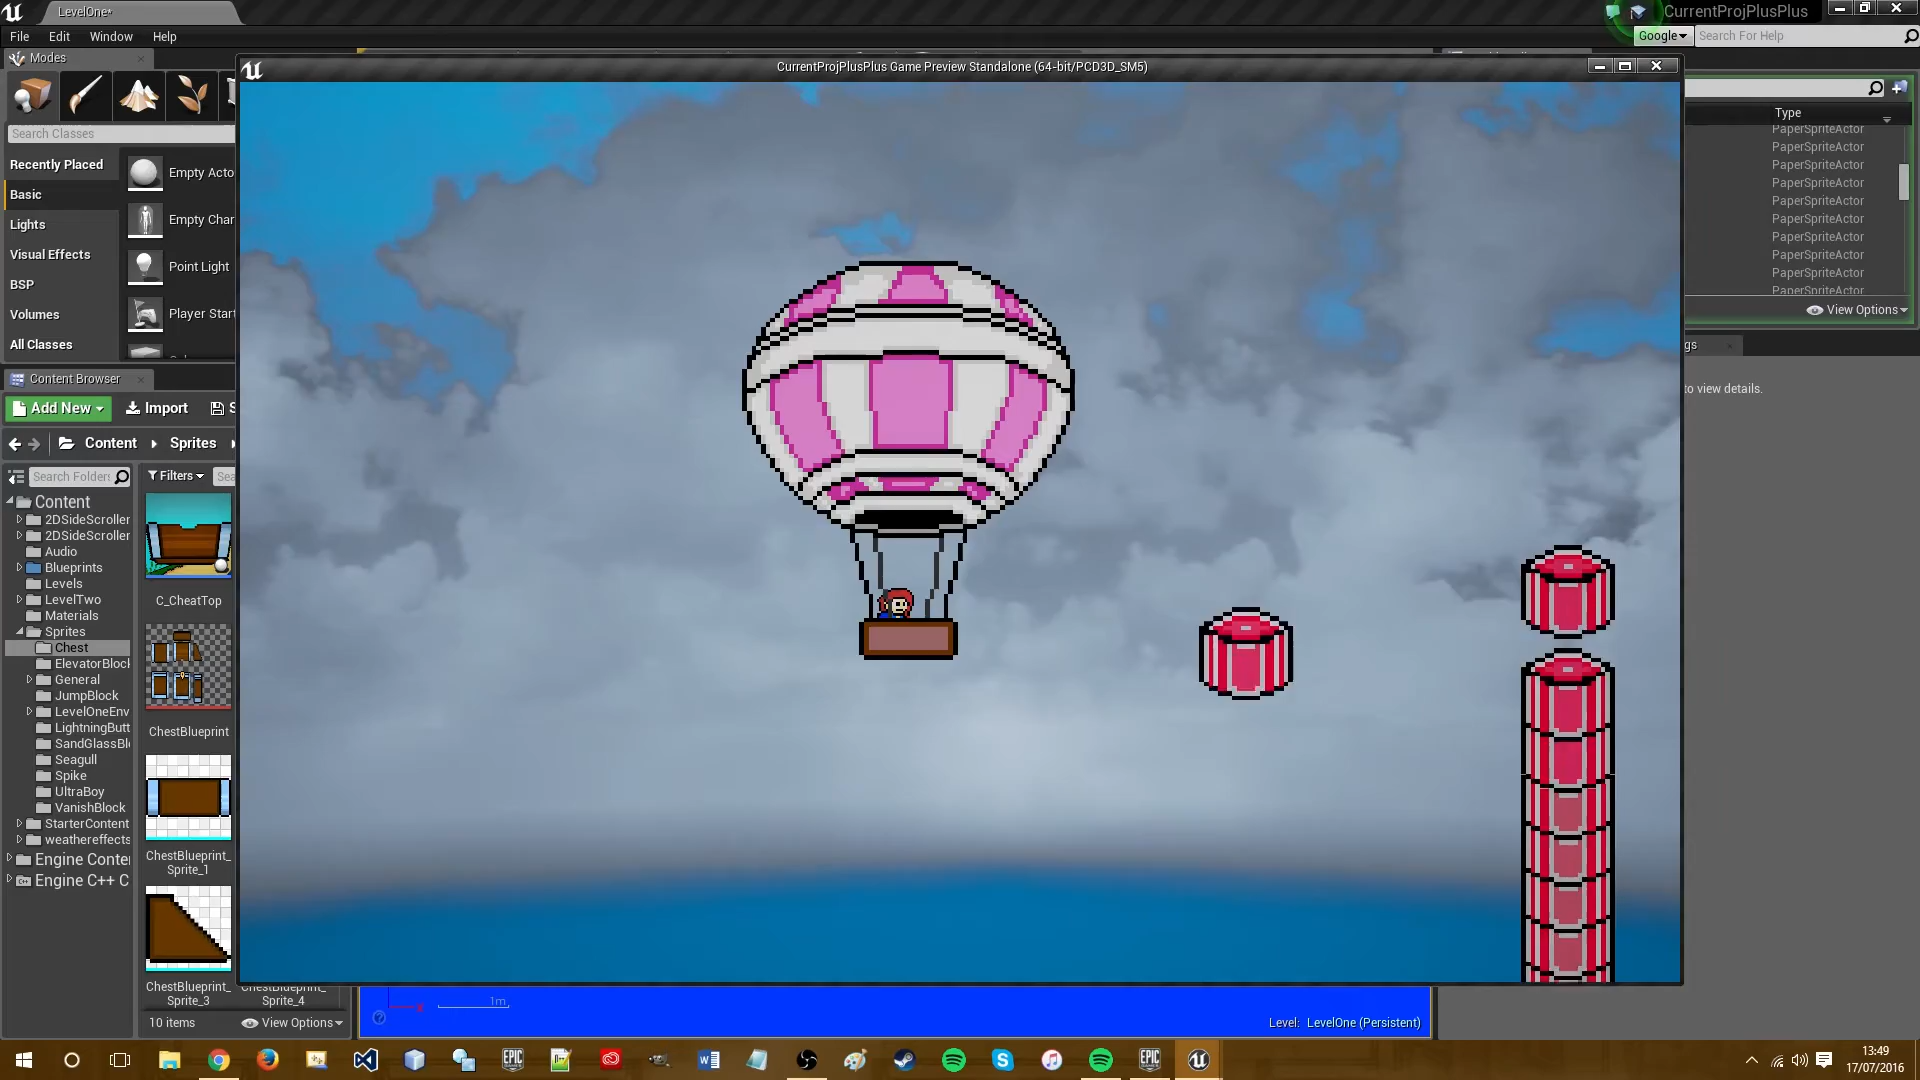 LevelOne*
CurrentProjPlusPlus
File Edit Window Help
Google
Search For Help
Modes
CurrentProjPlusPlus Game Preview Standalone (64-bit/PCD3D_SM5)
Search Classes
Type
Recently Placed
Basic
Lights
Visual Effects
BSP
Volumes
All Classes
Empty Acto
Empty Char
Point Light
Player Start
PaperSpriteActor
PaperSpriteActor
PaperSpriteActor
PaperSpriteActor
PaperSpriteActor
PaperSpriteActor
PaperSpriteActor
PaperSpriteActor
PaperSpriteActor
PaperSpriteActor
View Options
gs
to view details.
Content Browser
Add New Import S
Content Sprites
Search Folders
Filters Sea
Content
2DSideScroller
2DSideScroller
Audio
Blueprints
Levels
LevelTwo
Materials
Sprites
Chest
ElevatorBlock
General
JumpBlock
LevelOneEnv
LightningButt
SandGlassBl
Seagull
Spike
UltraBoy
VanishBlock
StarterContent
weathereffects
Engine Conte
Engine C++ C
C_CheatTop
ChestBlueprint
ChestBlueprint_
Sprite_1
ChestBlueprint_
Sprite_3
ChestBlueprint_
Sprite_4
10 items
View Options
1m
Level: LevelOne (Persistent)
13:49
17/07/2016